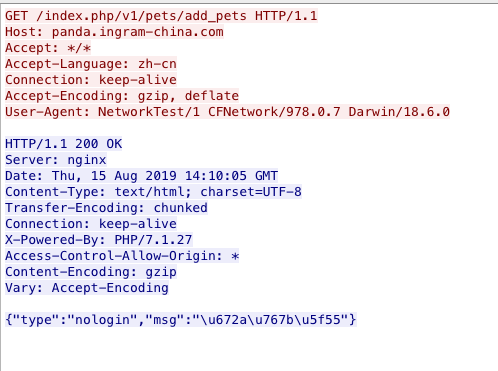 GET /index.php/v1/pets/add_pets HTTP/1.1
Host: panda.ingram-china.com
Accept: */*
Accept-Language: zh-cn
Connection: keep-alive
Accept-Encoding: gzip, deflate
User-Agent: NetworkTest/1 CFNetwork/978.0.7 Darwin/18.6.0
HTTP/1.1 200 OK
Server: nginx
Date: Thu, 15 Aug 2019 14:10:05 GMT
Content-Type: text/html; charset=UTF-8
Transfer-Encoding: chunked
Connection: keep-alive
X-Powered-By: PHP/7.1.27
Access-Control-Allow-Origin: *
Content-Encoding: gzip
Vary: Accept-Encoding
{"type":"nologin","msg":"\u672a\u767b\u5f55"}